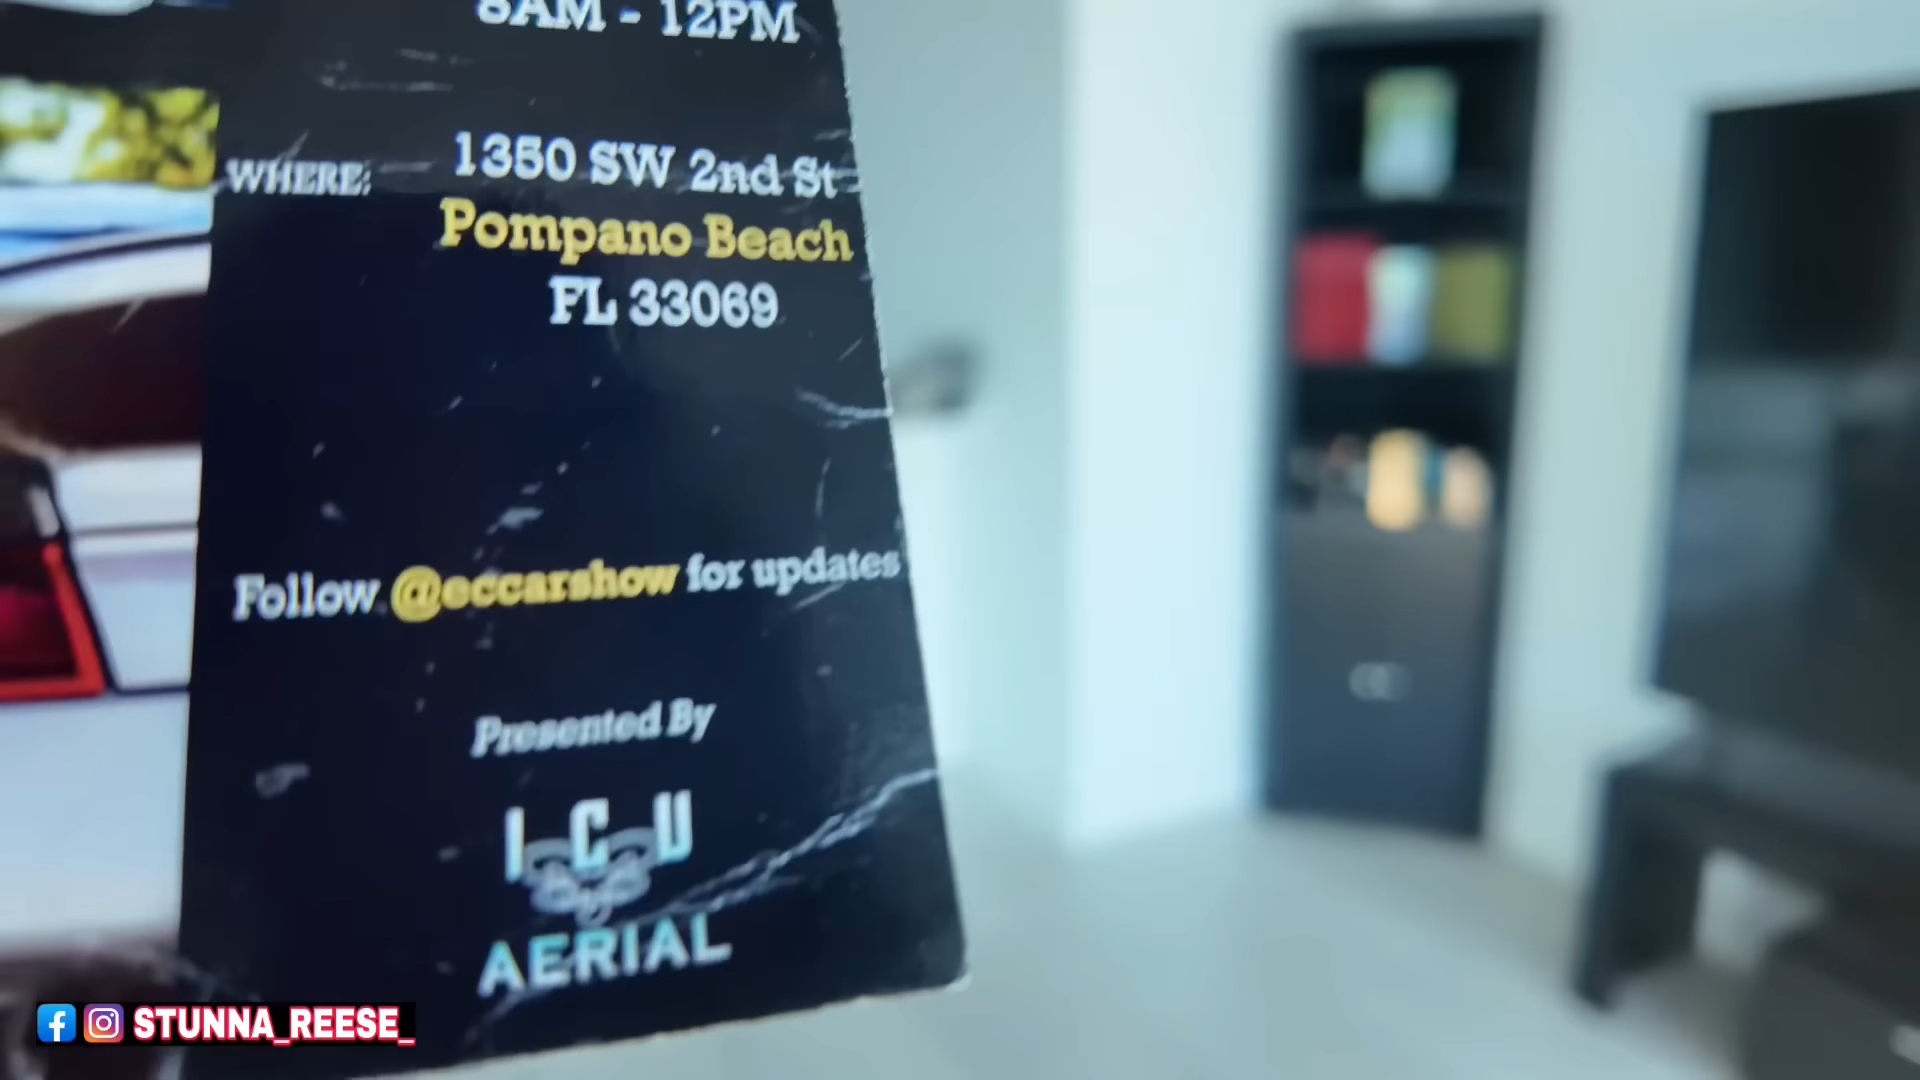 8AM - 12PM
WHERE:
1350 SW 2nd St
Pompano Beach
FL 33069
Follow @eccarshow for updates
Presented By
I C U
AERIAL
STUNNA_REESE_